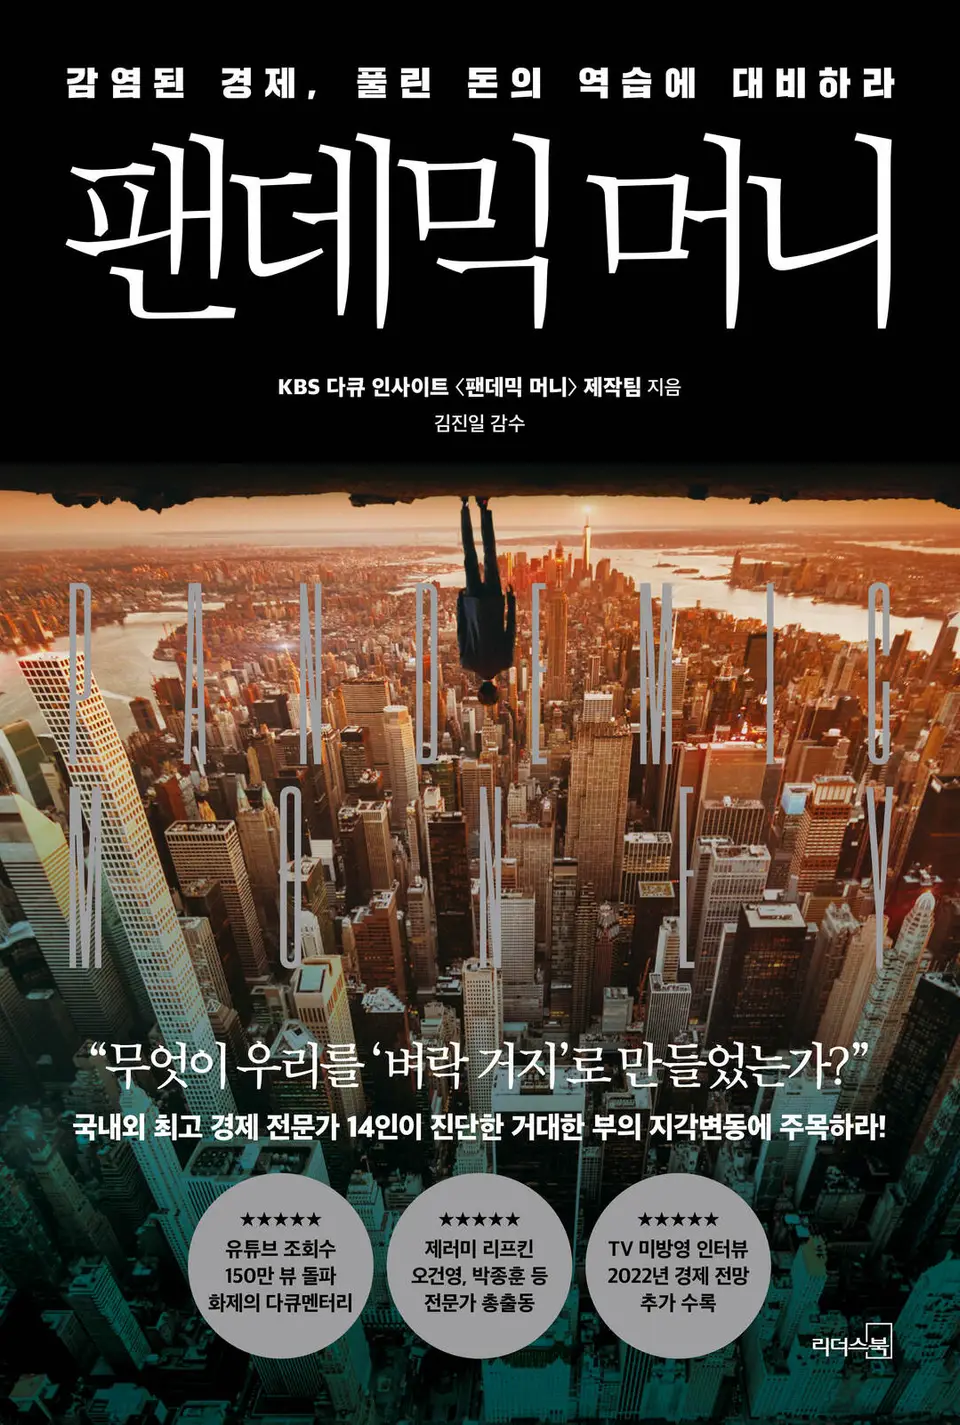 감염된 경제, 풀린 돈의 역습에 대비하라
팬데믹 머니
KBS 다큐 인사이트 〈팬데믹 머니〉 제작팀 지음
김진일 감수
PANDEMIC
MONEY
“무엇이 우리를 ‘벼락 거지’로 만들었는가?”
국내외 최고 경제 전문가 14인이 진단한 거대한 부의 지각변동에 주목하라!
★★★★★
유튜브 조회수
150만 뷰 돌파
화제의 다큐멘터리
★★★★★
제러미 리프킨
오건영, 박종훈 등
전문가 총출동
★★★★★
TV 미방영 인터뷰
2022년 경제 전망
추가 수록
리더스북